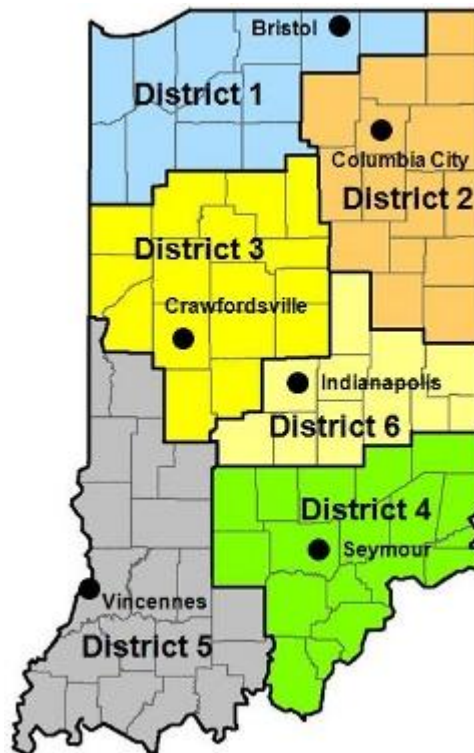 Bristol
District 1
Columbia City
District 2
District 3
Crawfordsville
Indianapolis
District 6
District 4
Seymour
Vincennes
District 5